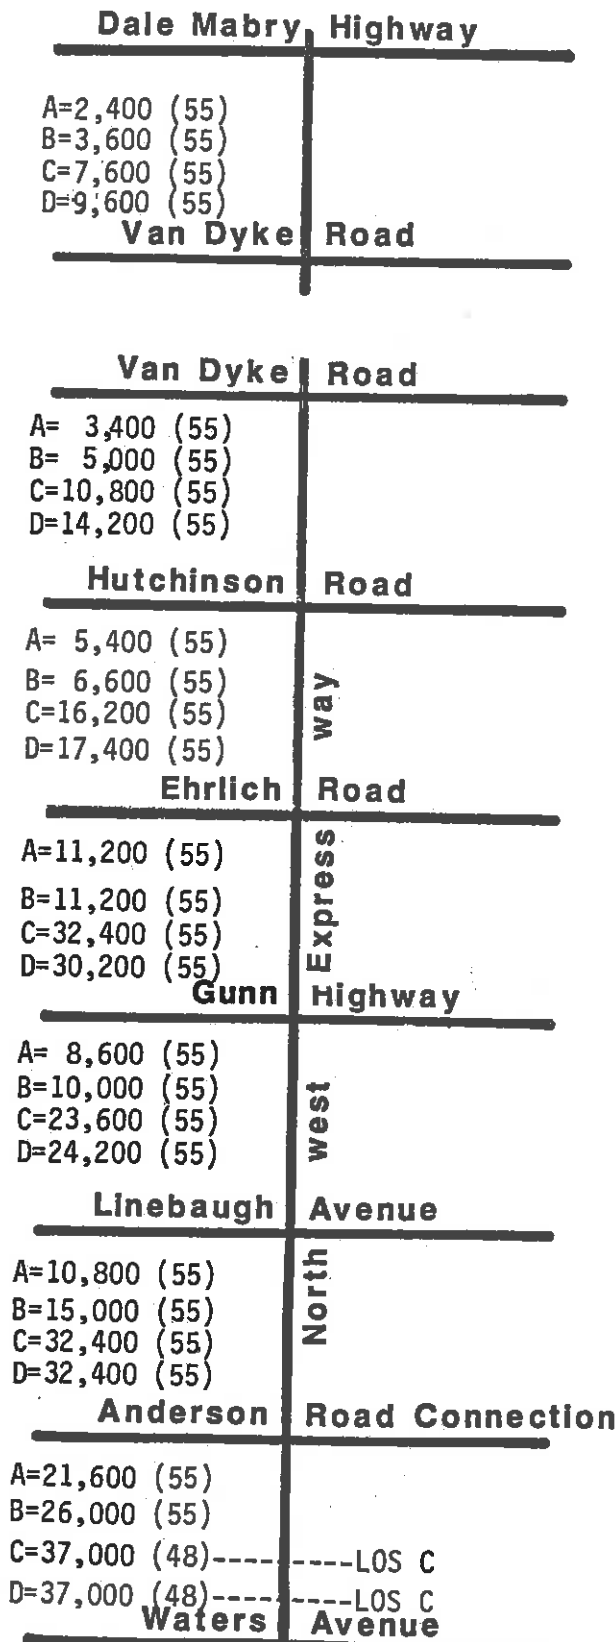 Dale Mabry Highway
A=2,400 (55)
B=3,600 (55)
C=7,600 (55)
D=9,600 (55)
Van Dyke Road
Van Dyke Road
A= 3,400 (55)
B= 5,000 (55)
C=10,800 (55)
D=14,200 (55)
Hutchinson Road
A= 5,400 (55)
B= 6,600 (55)
C=16,200 (55)
D=17,400 (55)
Ehrlich Road
A=11,200 (55)
B=11,200 (55)
C=32,400 (55)
D=30,200 (55)
Gunn Highway
A= 8,600 (55)
B=10,000 (55)
C=23,600 (55)
D=24,200 (55)
Linebaugh Avenue
A=10,800 (55)
B=15,000 (55)
C=32,400 (55)
D=32,400 (55)
Anderson Road Connection
A=21,600 (55)
B=26,000 (55)
C=37,000 (48)---------LOS C
D=37,000 (48)---------LOS C
Waters Avenue
North west Express way